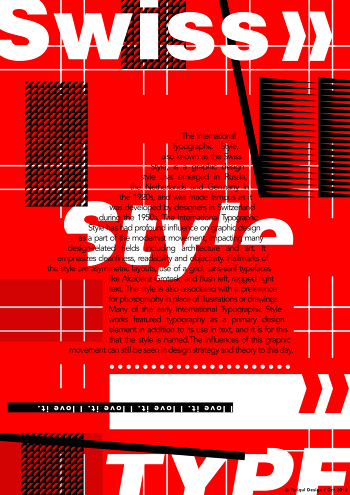 Swiss »
The International
Typographic Style,
also known as the Swiss
Style, is a graphic design
style that emerged in Russia,
the Netherlands and Germany in
the 1920s, and was made famous as it
was developed by designers in Switzerland
during the 1950s. The International Typographic
Style has had profound influence on graphic design
as a part of the modernist movement, impacting many
design-related fields including architecture and art. It
emphasizes cleanliness, readability and objectivity. Hallmarks of
the style are asymmetric layouts, use of a grid, sans-serif typefaces
like Akzidenz Grotesk, and flush left, ragged right
text. The style is also associated with a preference
for photography in place of illustrations or drawings.
Many of the early International Typographic Style
works featured typography as a primary design
element in addition to its use in text, and it is for this
that the style is named.The influences of this graphic
movement can still be seen in design strategy and theory to this day.
Style
»
I love it. I love it. I love it. I love it.
TYPE